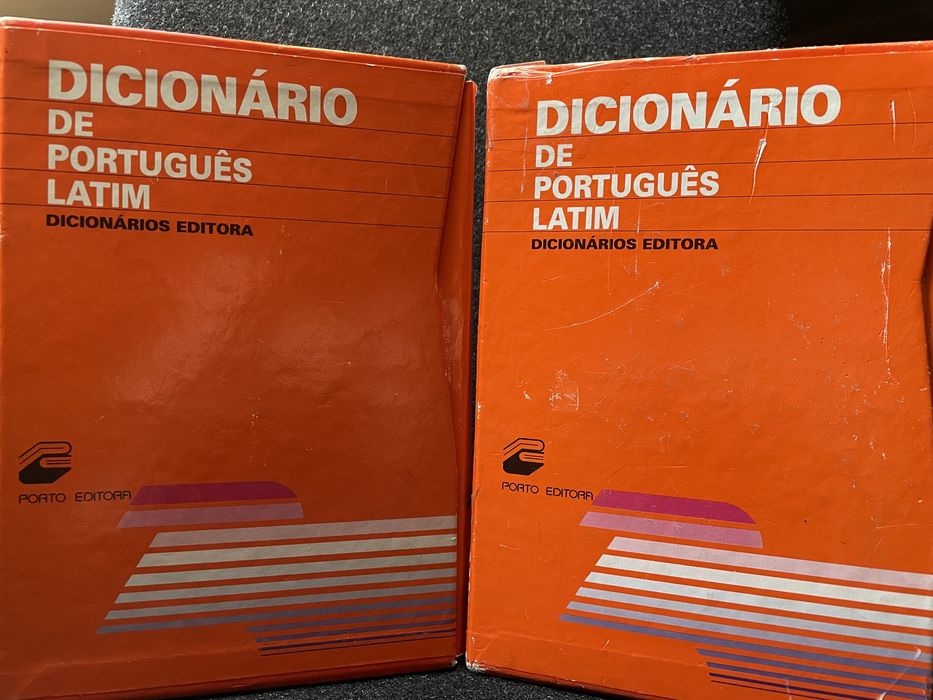 DICIONÁRIO
DE
PORTUGUÊS
LATIM
DICIONÁRIOS EDITORA
PORTO EDITORA
DICIONÁRIO
DE
PORTUGUÊS
LATIM
DICIONÁRIOS EDITORA
PORTO EDITORA